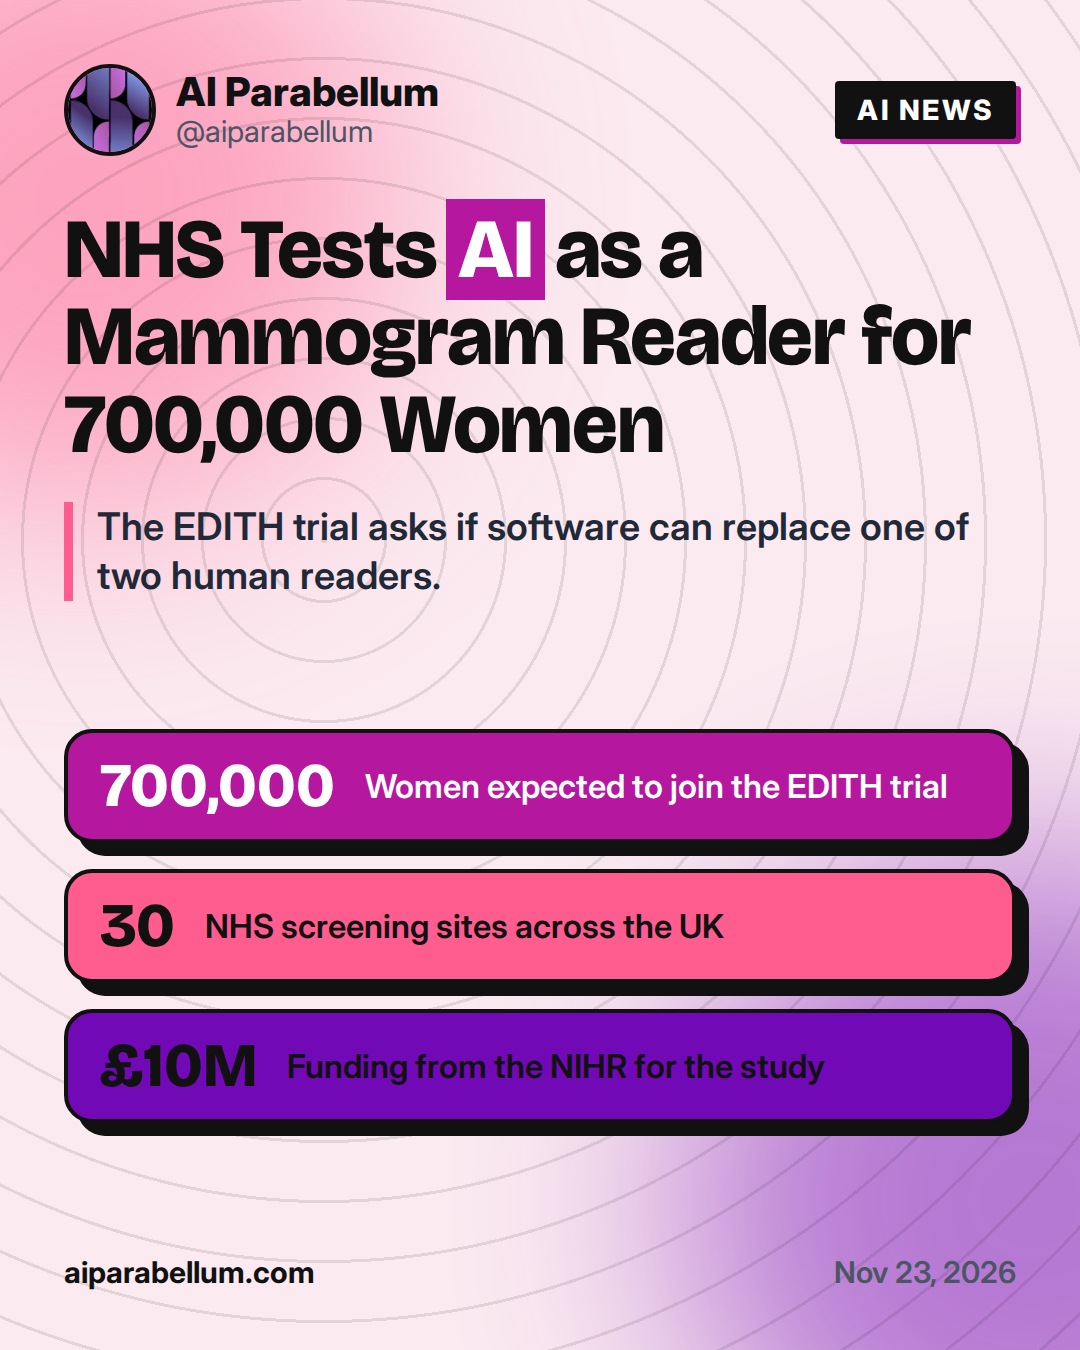 AI Parabellum
@aiparabellum
AI NEWS
NHS Tests AI as a
Mammogram Reader for
700,000 Women
The EDITH trial asks if software can replace one of
two human readers.
700,000 Women expected to join the EDITH trial
30 NHS screening sites across the UK
£10M Funding from the NIHR for the study
aiparabellum.com
Nov 23, 2026